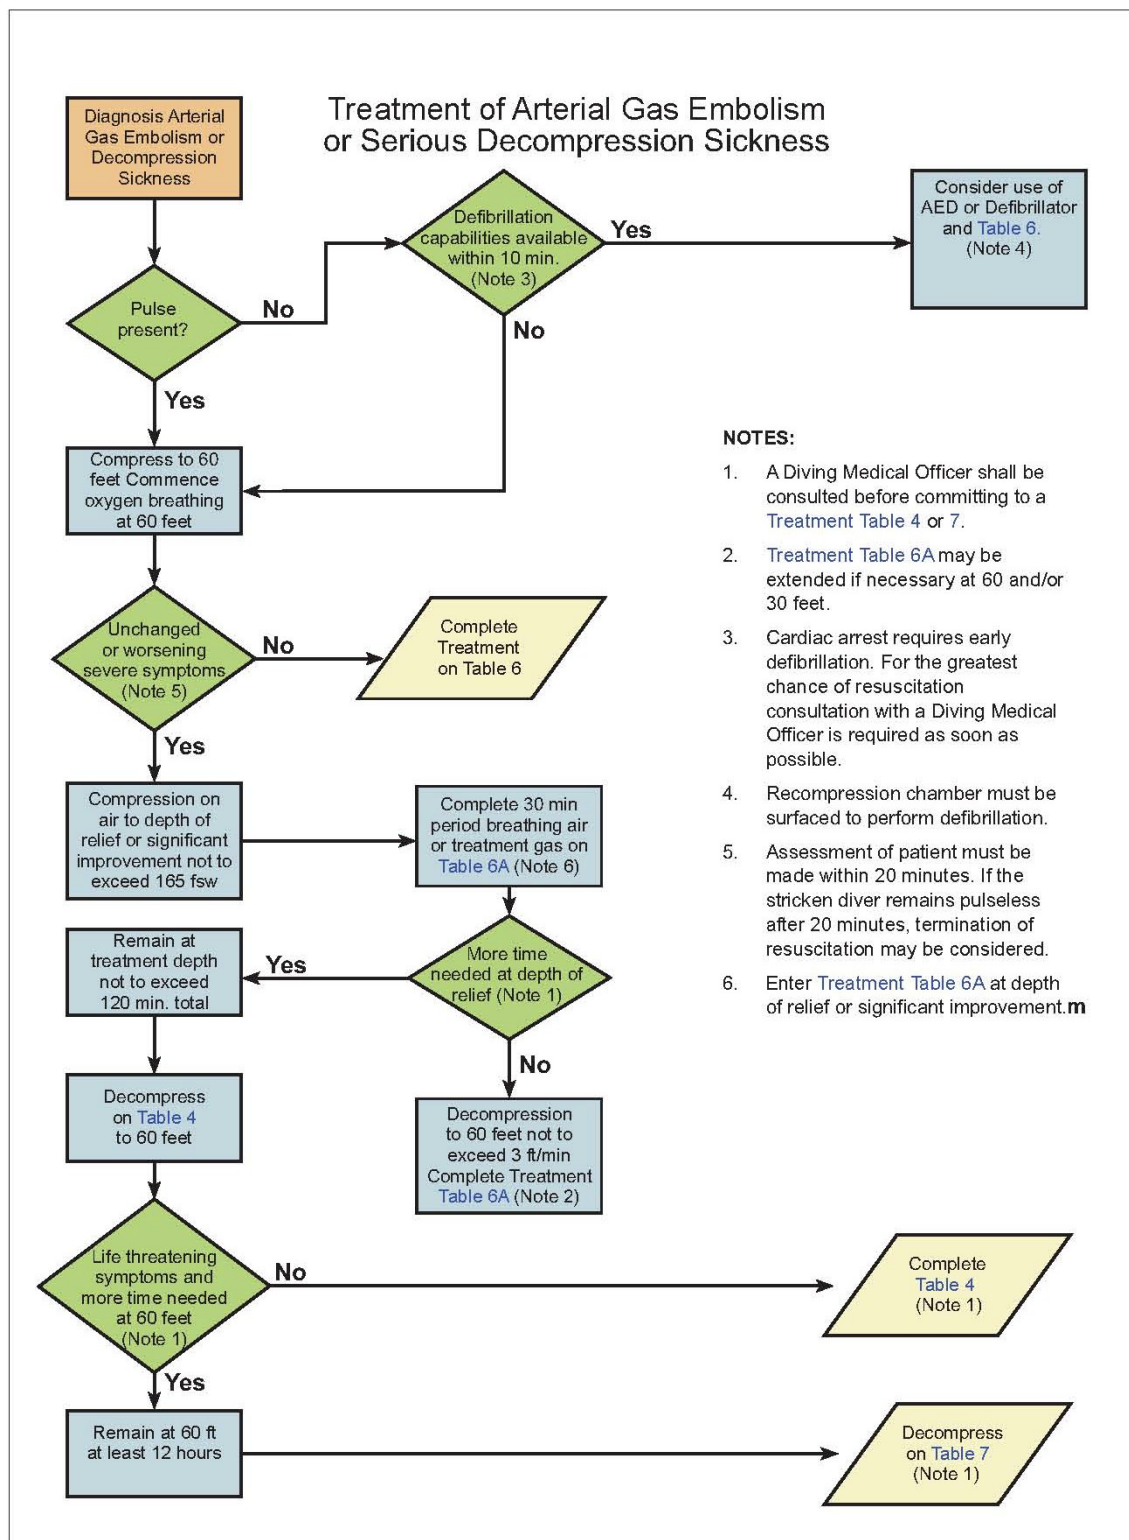 Treatment of Arterial Gas Embolism
or Serious Decompression Sickness
Diagnosis Arterial
Gas Embolism or
Decompression
Sickness
Pulse
present?
No
Yes
Defibrillation
capabilities available
within 10 min.
(Note 3)
Yes
No
Consider use of
AED or Defibrillator
and Table 6.
(Note 4)
Compress to 60
feet Commence
oxygen breathing
at 60 feet
Unchanged
or worsening
severe symptoms
(Note 5)
No
Yes
Complete
Treatment
on Table 6
Compression on
air to depth of
relief or significant
improvement not to
exceed 165 fsw
Complete 30 min
period breathing air
or treatment gas on
Table 6A (Note 6)
More time
needed at depth of
relief (Note 1)
Yes
No
Remain at
treatment depth
not to exceed
120 min. total
Decompress
on Table 4
to 60 feet
Decompression
to 60 feet not to
exceed 3 ft/min
Complete Treatment
Table 6A (Note 2)
Life threatening
symptoms and
more time needed
at 60 feet
(Note 1)
No
Yes
Complete
Table 4
(Note 1)
Remain at 60 ft
at least 12 hours
Decompress
on Table 7
(Note 1)
NOTES:
1. A Diving Medical Officer shall be
consulted before committing to a
Treatment Table 4 or 7.
2. Treatment Table 6A may be
extended if necessary at 60 and/or
30 feet.
3. Cardiac arrest requires early
defibrillation. For the greatest
chance of resuscitation
consultation with a Diving Medical
Officer is required as soon as
possible.
4. Recompression chamber must be
surfaced to perform defibrillation.
5. Assessment of patient must be
made within 20 minutes. If the
stricken diver remains pulseless
after 20 minutes, termination of
resuscitation may be considered.
6. Enter Treatment Table 6A at depth
of relief or significant improvement.m